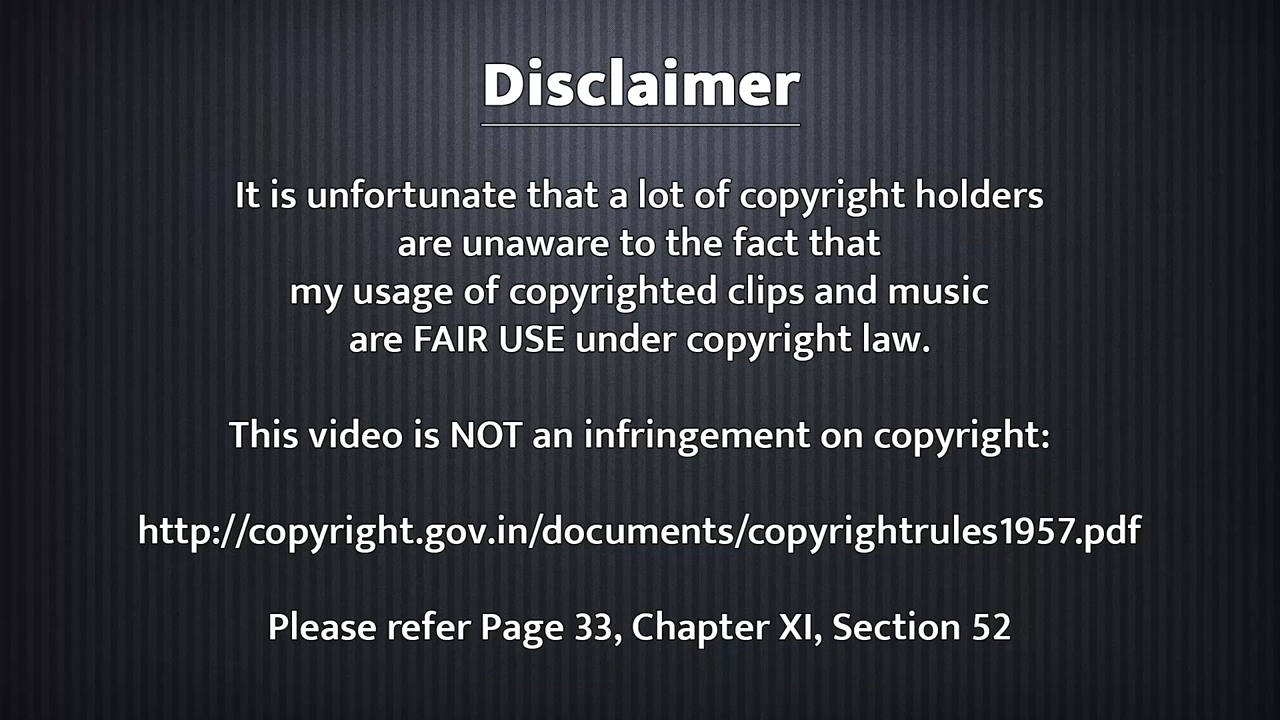 Disclaimer
It is unfortunate that a lot of copyright holders
are unaware to the fact that
my usage of copyrighted clips and music
are FAIR USE under copyright law.
This video is NOT an infringement on copyright:
http://copyright.gov.in/documents/copyrightrules1957.pdf
Please refer Page 33, Chapter XI, Section 52